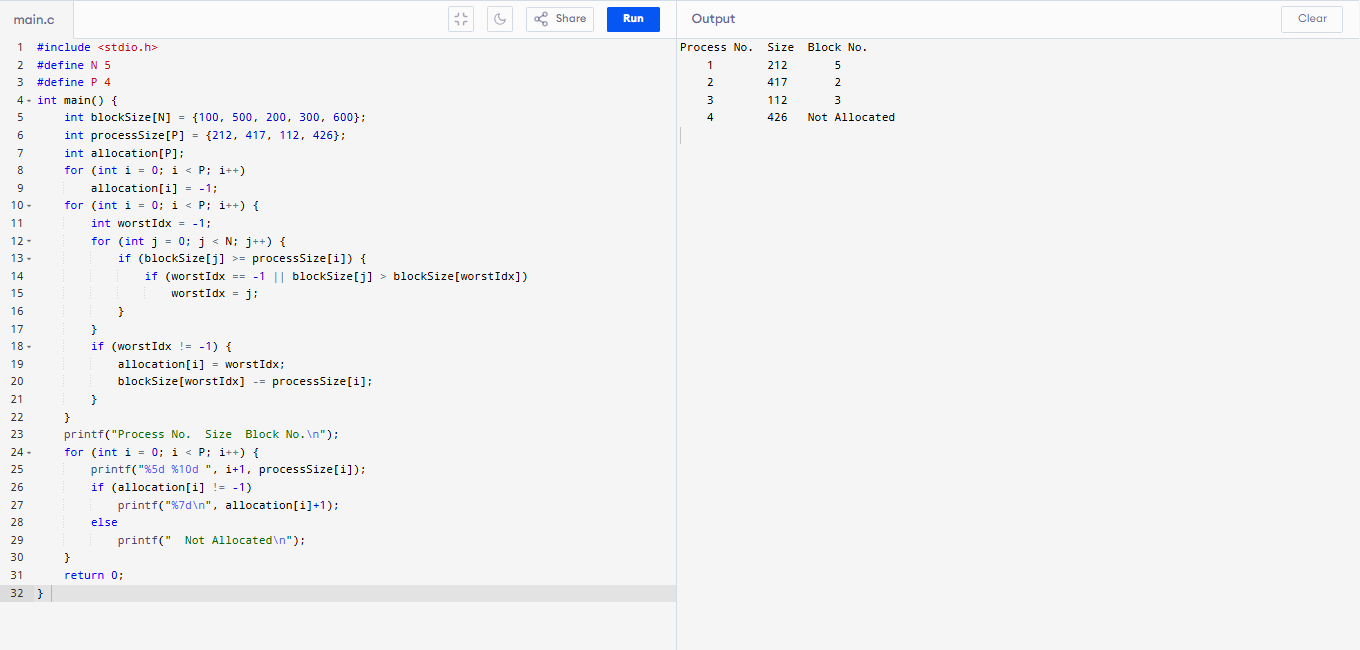 main.c
Share
Run
1 #include <stdio.h>
2 #define N 5
3 #define P 4
4 int main() {
5     int blockSize[N] = {100, 500, 200, 300, 600};
6     int processSize[P] = {212, 417, 112, 426};
7     int allocation[P];
8     for (int i = 0; i < P; i++)
9         allocation[i] = -1;
10     for (int i = 0; i < P; i++) {
11         int worstIdx = -1;
12         for (int j = 0; j < N; j++) {
13             if (blockSize[j] >= processSize[i]) {
14                 if (worstIdx == -1 || blockSize[j] > blockSize[worstIdx])
15                     worstIdx = j;
16             }
17         }
18         if (worstIdx != -1) {
19             allocation[i] = worstIdx;
20             blockSize[worstIdx] -= processSize[i];
21         }
22     }
23     printf("Process No.  Size  Block No.\n");
24     for (int i = 0; i < P; i++) {
25         printf("%5d %10d ", i+1, processSize[i]);
26         if (allocation[i] != -1)
27             printf("%7d\n", allocation[i]+1);
28         else
29             printf("  Not Allocated\n");
30     }
31     return 0;
32 }
Output
Clear
Process No.  Size  Block No.
    1        212       5
    2        417       2
    3        112       3
    4        426   Not Allocated